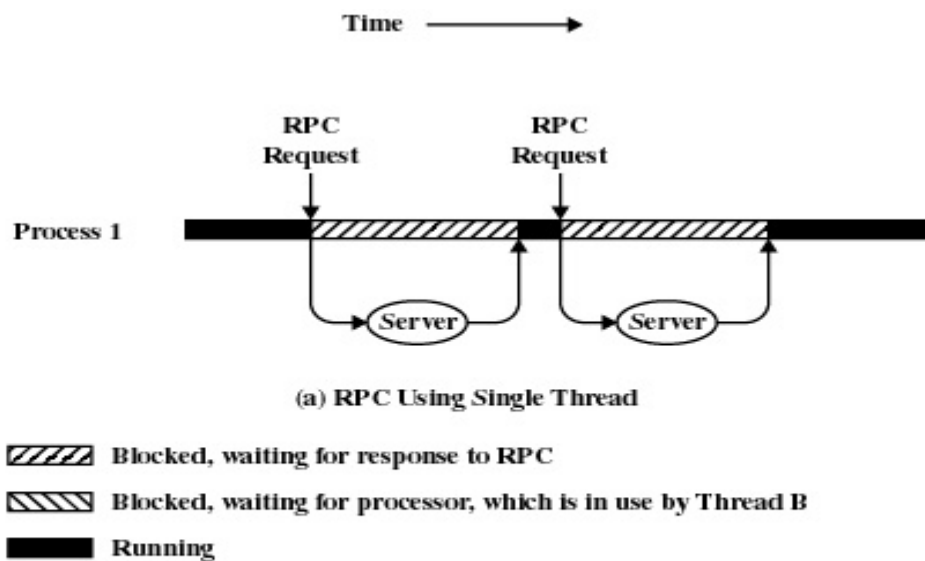 Time
RPC
Request
RPC
Request
Process 1
Server
Server
(a) RPC Using Single Thread
Blocked, waiting for response to RPC
Blocked, waiting for processor, which is in use by Thread B
Running